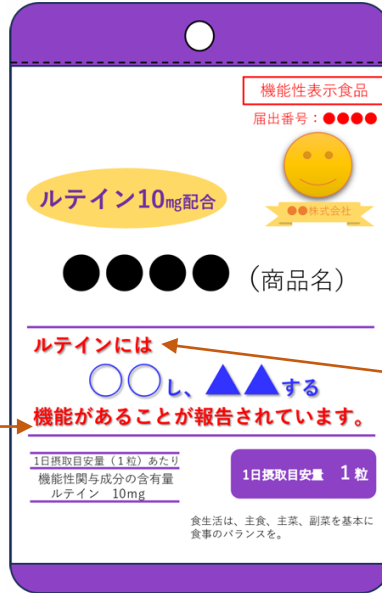 機能性表示食品
届出番号：●●●●
●●株式会社
ルテイン10㎎配合
●●●●（商品名）
ルテインには
○○し、▲▲する
機能があることが報告されています。
1日摂取目安量（1粒）あたり
機能性関与成分の含有量
ルテイン　10mg
1日摂取目安量　1粒
食生活は、主食、主菜、副菜を基本に
食事のバランスを。